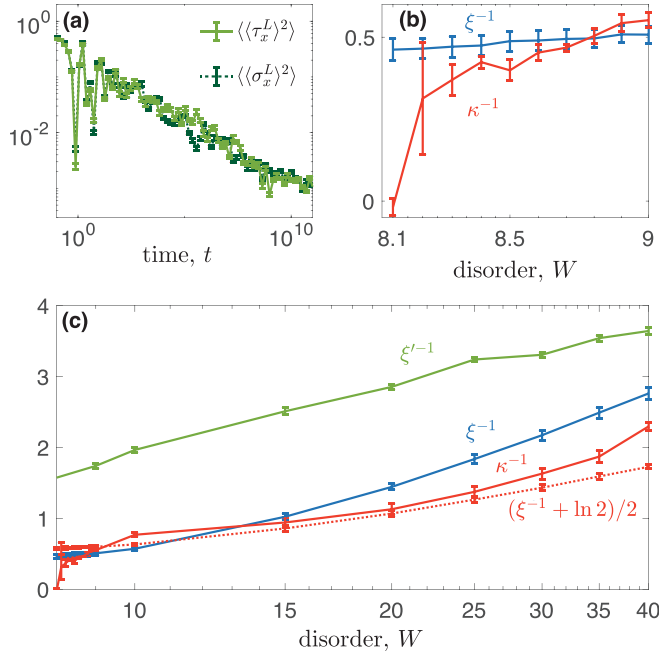 (a)
⟨⟨τ_x^L⟩²⟩
⟨⟨σ_x^L⟩²⟩
10^0
10^-2
10^0
10^10
time, t
(b)
ξ^-1
κ^-1
0.5
0
8.1
8.5
9
disorder, W
(c)
ξ'^-1
ξ^-1
κ^-1
(ξ^-1 + ln 2)/2
4
3
2
1
0
10
15
20
25
30
35
40
disorder, W